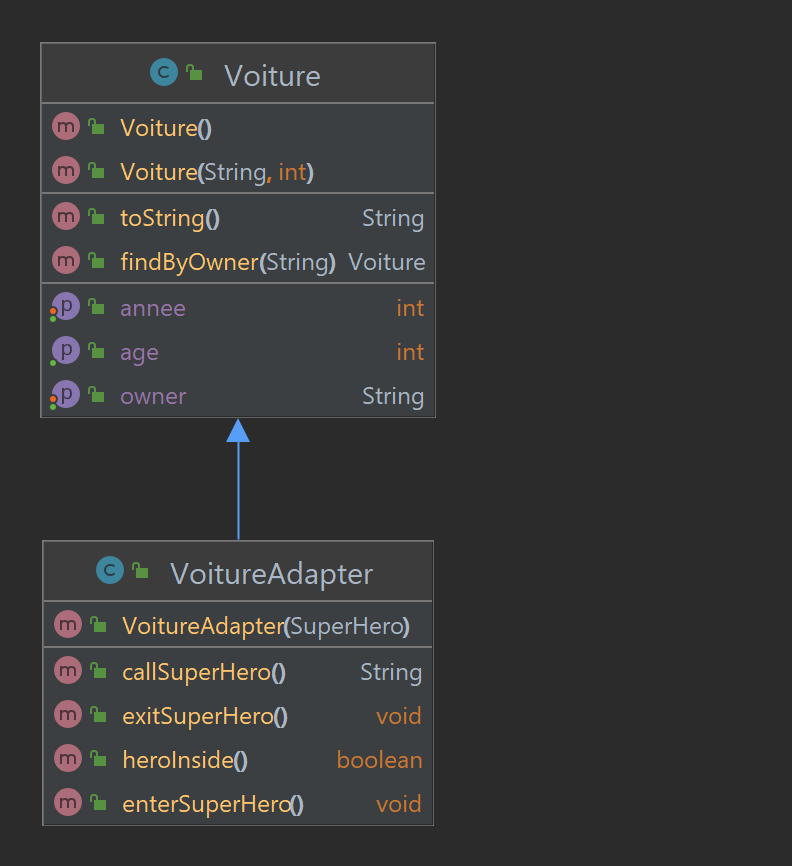 C Voiture
m Voiture()
m Voiture(String, int)
m toString() String
m findByOwner(String) Voiture
p annee int
p age int
p owner String
C VoitureAdapter
m VoitureAdapter(SuperHero)
m callSuperHero() String
m exitSuperHero() void
m heroInside() boolean
m enterSuperHero() void